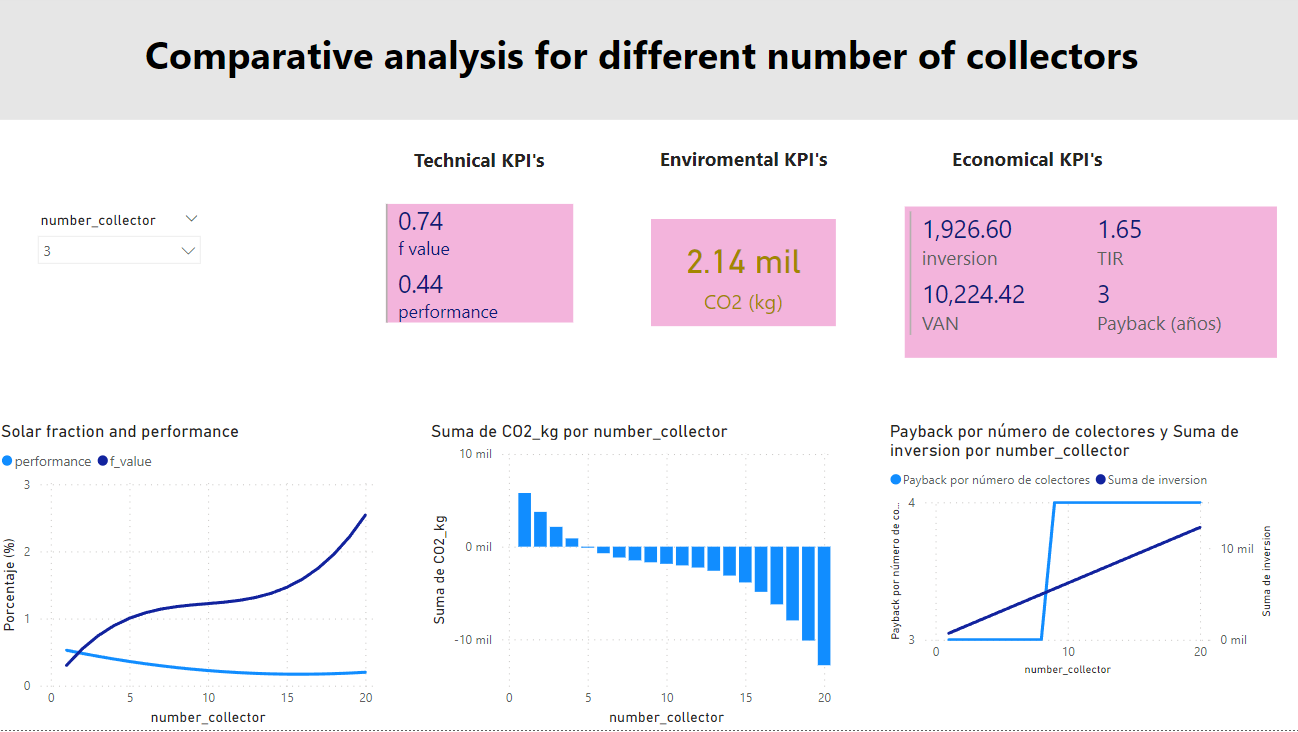 Comparative analysis for different number of collectors
Technical KPI's
Enviromental KPI's
Economical KPI's
number_collector
3
0.74
f value
0.44
performance
2.14 mil
CO2 (kg)
1,926.60
inversion
1.65
TIR
10,224.42
VAN
3
Payback (años)
Solar fraction and performance
performance
f_value
Porcentaje (%)
3
2
1
0
0
5
10
15
20
number_collector
Suma de CO2_kg por number_collector
Suma de CO2_kg
10 mil
0 mil
-10 mil
0
5
10
15
20
number_collector
Payback por número de colectores y Suma de
inversion por number_collector
Payback por número de colectores
Suma de inversion
Payback por número de co...
4
3
0
10
20
10 mil
0 mil
Suma de inversion
number_collector